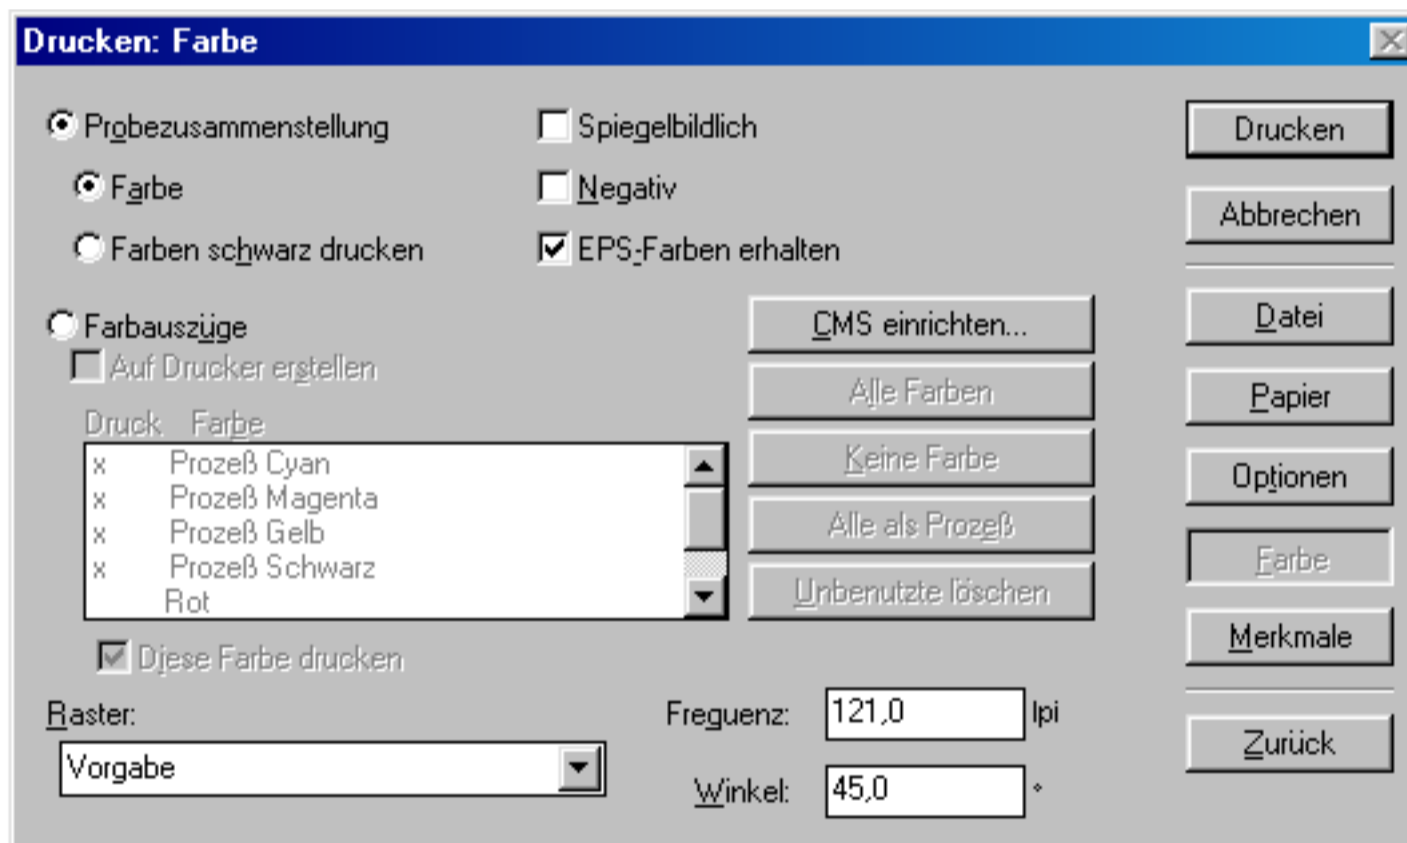 Drucken: Farbe
Probezusammenstellung
Spiegelbildlich
Drucken
Farbe
Negativ
Abbrechen
Farben schwarz drucken
EPS-Farben erhalten
Farbauszüge
CMS einrichten...
Datei
Auf Drucker erstellen
Alle Farben
Papier
Druck Farbe
x Prozeß Cyan
Keine Farbe
Optionen
x Prozeß Magenta
x Prozeß Gelb
Alle als Prozeß
Farbe
x Prozeß Schwarz
Rot
Unbenutzte löschen
Merkmale
Diese Farbe drucken
Raster:
Frequenz: 121,0 lpi
Zurück
Vorgabe
Winkel: 45,0 °